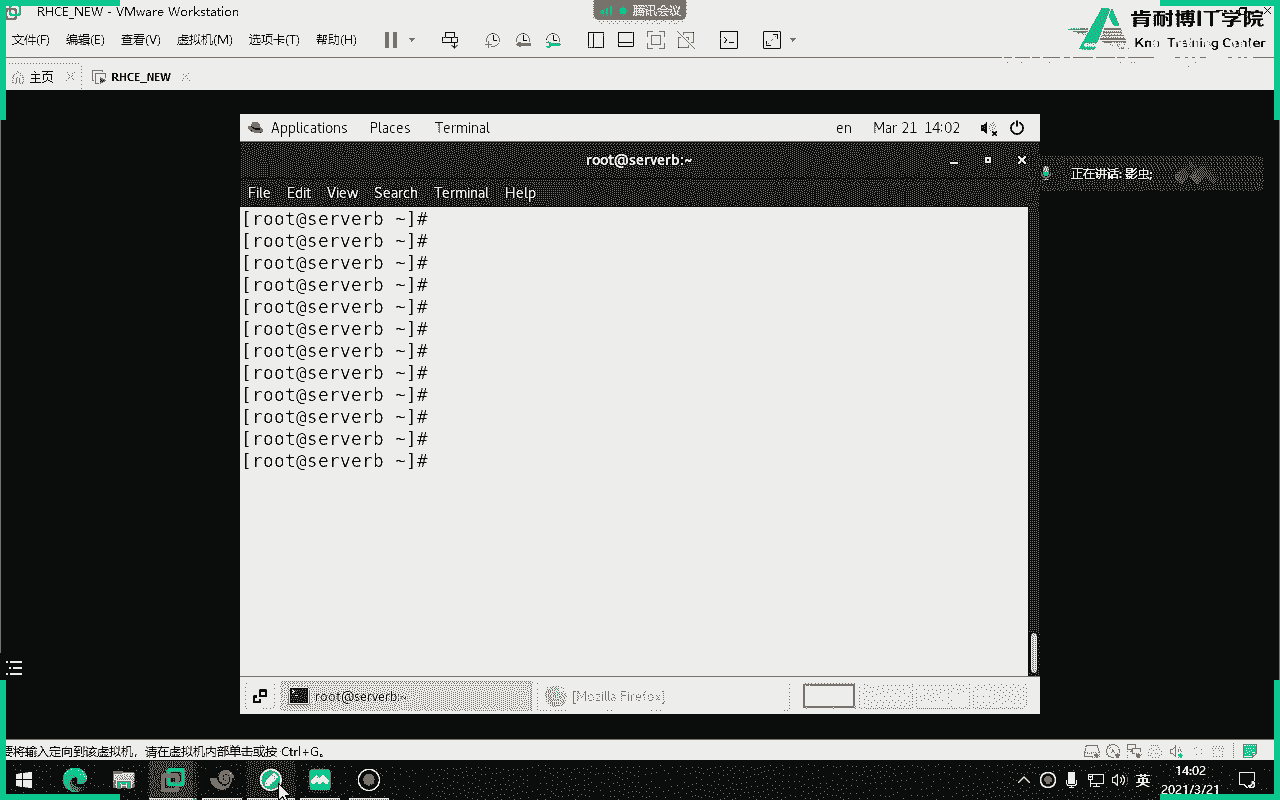 RHCE_NEW - VMware Workstation
腾讯会议
肯耐博IT学院
Training Center
文件(F) 编辑(E) 查看(V) 虚拟机(M) 选项卡(T) 帮助(H)
主页
RHCE_NEW
Applications Places Terminal
en Mar 21 14:02
root@serverb:~
正在讲话: 影虫;
File Edit View Search Terminal Help
[root@serverb ~]#
[root@serverb ~]#
[root@serverb ~]#
[root@serverb ~]#
[root@serverb ~]#
[root@serverb ~]#
[root@serverb ~]#
[root@serverb ~]#
[root@serverb ~]#
[root@serverb ~]#
[root@serverb ~]#
[root@serverb ~]#
root@serverb:~
[Mozilla Firefox]
要将输入定向到该虚拟机，请在虚拟机内部单击或按 Ctrl+G。
英
14:02
2021/3/21